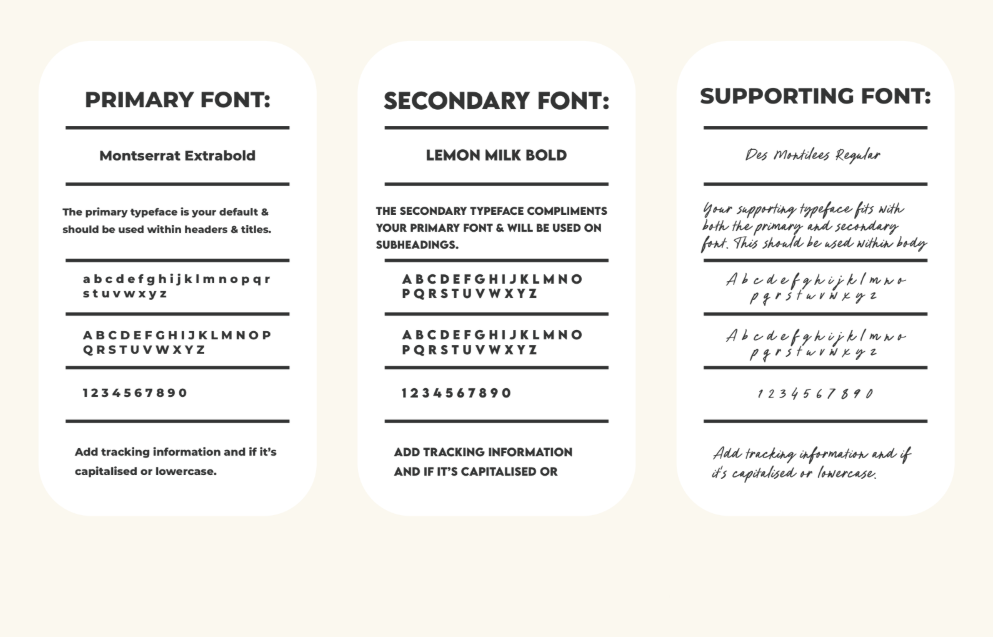 PRIMARY FONT:
Montserrat Extrabold
The primary typeface is your default &
should be used within headers & titles.
a b c d e f g h i j k l m n o p q r
s t u v w x y z
A B C D E F G H I J K L M N O P
Q R S T U V W X Y Z
1 2 3 4 5 6 7 8 9 0
Add tracking information and if it's
capitalised or lowercase.
SECONDARY FONT:
LEMON MILK BOLD
THE SECONDARY TYPEFACE COMPLIMENTS
YOUR PRIMARY FONT & WILL BE USED ON
SUBHEADINGS.
A B C D E F G H I J K L M N O
P Q R S T U V W X Y Z
A B C D E F G H I J K L M N O
P Q R S T U V W X Y Z
1 2 3 4 5 6 7 8 9 0
ADD TRACKING INFORMATION
AND IF IT'S CAPITALISED OR
SUPPORTING FONT:
Des Montilees Regular
Your supporting typeface fits with
both the primary and secondary
font. This should be used within body
A b c d e f g h i j k l m n o
p q r s t u v w x y z
A b c d e f g h i j k l m n o
p q r s t u v w x y z
1 2 3 4 5 6 7 8 9 0
Add tracking information and if
it's capitalised or lowercase.